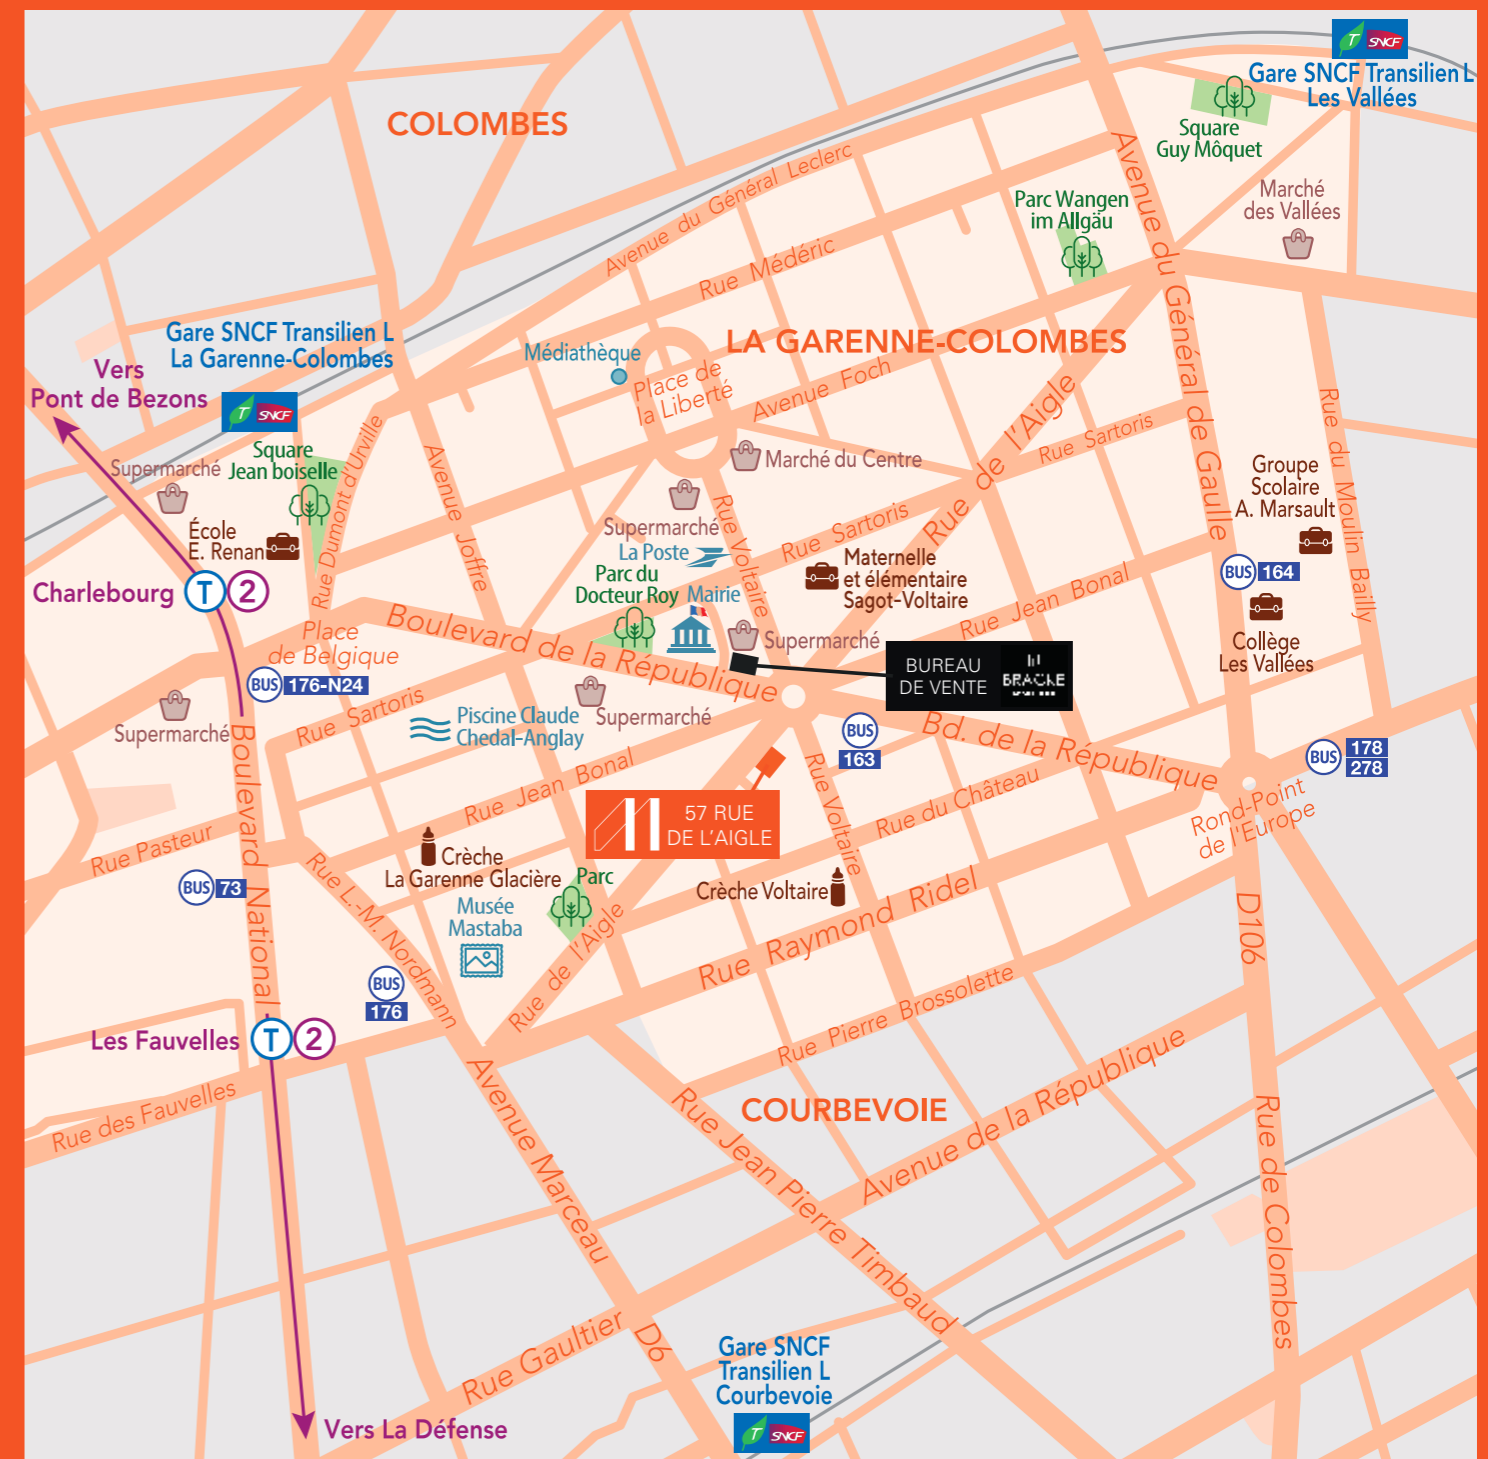 T SNCF
Gare SNCF Transilien L
Les Vallées
COLOMBES
Square
Guy Môquet
Avenue du Général Leclerc
Avenue du Général de Gaulle
Parc Wangen
im Allgäu
Marché
des Vallées
Rue Médéric
Gare SNCF Transilien L
La Garenne-Colombes
T SNCF
LA GARENNE-COLOMBES
Médiathèque
Place de
la Liberté
Avenue Foch
Vers
Pont de Bezons
Rue de l'Aigle
Rue Sartoris
Rue du Moulin Bailly
Square
Jean boiselle
Supermarché
Rue Dumont d'Urville
Avenue Joffre
Marché du Centre
Groupe
Scolaire
A. Marsault
École
E. Renan
Supermarché
Rue Voltaire
Rue Sartoris
La Poste
Parc du
Docteur Roy
Mairie
Maternelle
et élémentaire
Sagot-Voltaire
BUS 164
Charlebourg T 2
Rue Jean Bonal
Boulevard de la République
Place
de Belgique
Supermarché
Collège
Les Vallées
BUREAU
DE VENTE
BUS 176-N24
Supermarché
Rue Sartoris
Piscine Claude
Chedal-Anglay
Supermarché
BUS
163
Bd. de la République
BUS 178
278
Boulevard National
Rue Jean Bonal
Rue Voltaire
Rue du Château
57 RUE
DE L'AIGLE
Rond-Point
de l'Europe
Rue Pasteur
Rue L.-M. Nordmann
Crèche
La Garenne Glacière
Parc
BUS 73
Crèche Voltaire
Musée
Mastaba
Rue de l'Aigle
Rue Raymond Ridel
D106
BUS
176
Rue Pierre Brossolette
Les Fauvelles T 2
Rue des Fauvelles
Avenue Marceau
Rue Jean Pierre Timbaud
COURBEVOIE
Avenue de la République
Rue de Colombes
Rue Gaultier
D6
Gare SNCF
Transilien L
Courbevoie
T SNCF
Vers La Défense